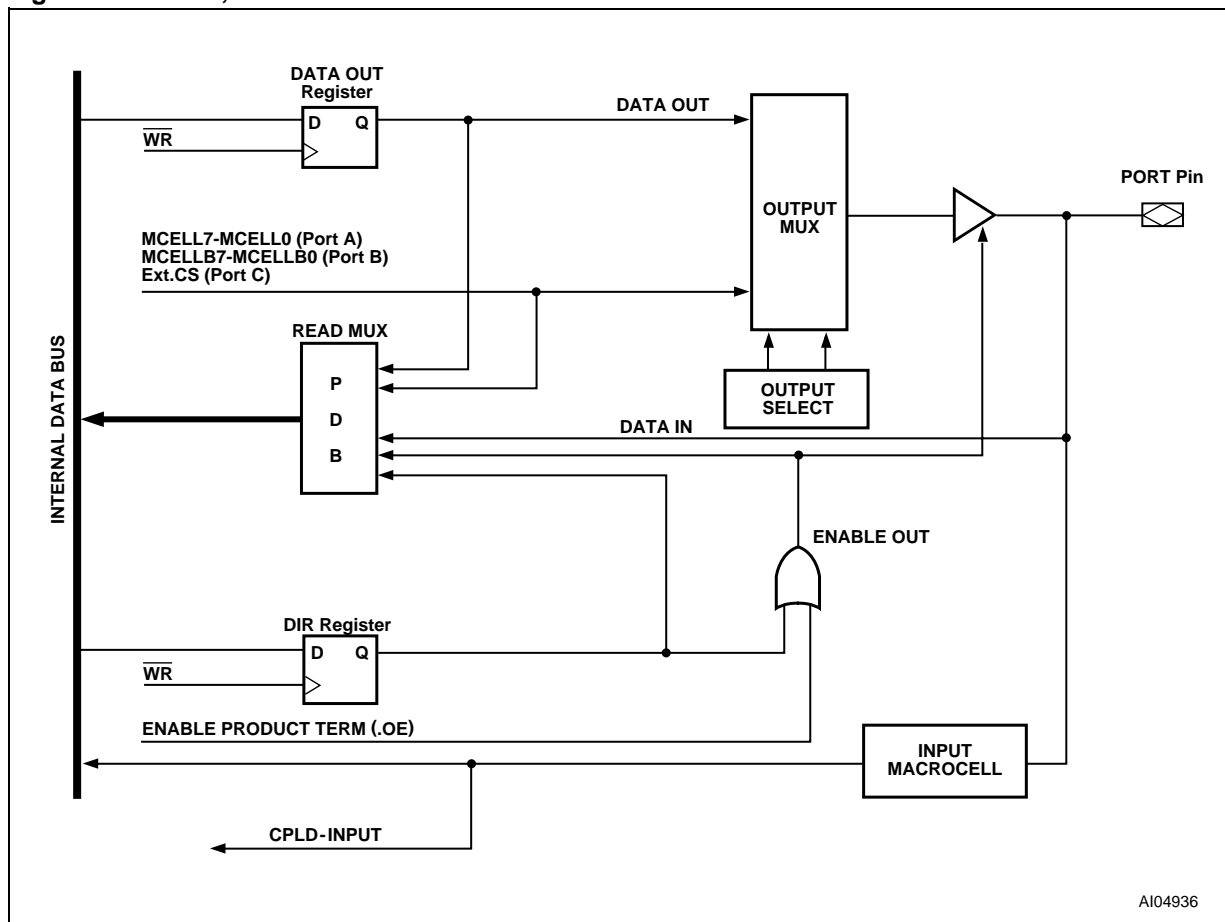 DATA OUT
Register
DATA OUT
D Q
WR
PORT Pin
OUTPUT
MUX
MCELL7-MCELL0 (Port A)
MCELLB7-MCELLB0 (Port B)
Ext.CS (Port C)
READ MUX
P
D
B
OUTPUT
SELECT
DATA IN
INTERNAL DATA BUS
ENABLE OUT
DIR Register
D Q
WR
ENABLE PRODUCT TERM (.OE)
INPUT
MACROCELL
CPLD-INPUT
AI04936